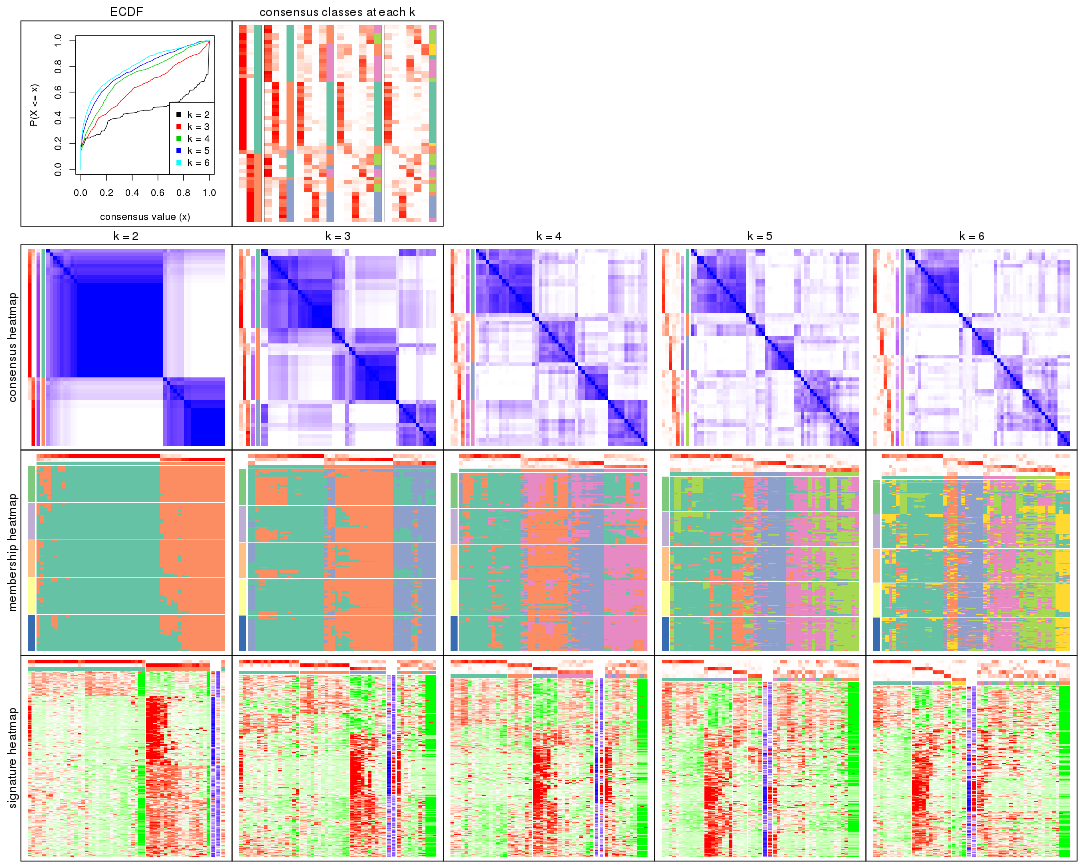 ECDF
consensus classes at each k
P(X <= x)
0.0 0.2 0.4 0.6 0.8 1.0
k = 2
k = 3
k = 4
k = 5
k = 6
0.0 0.2 0.4 0.6 0.8 1.0
consensus value (x)
k = 2 k = 3 k = 4 k = 5 k = 6
consensus heatmap
membership heatmap
signature heatmap